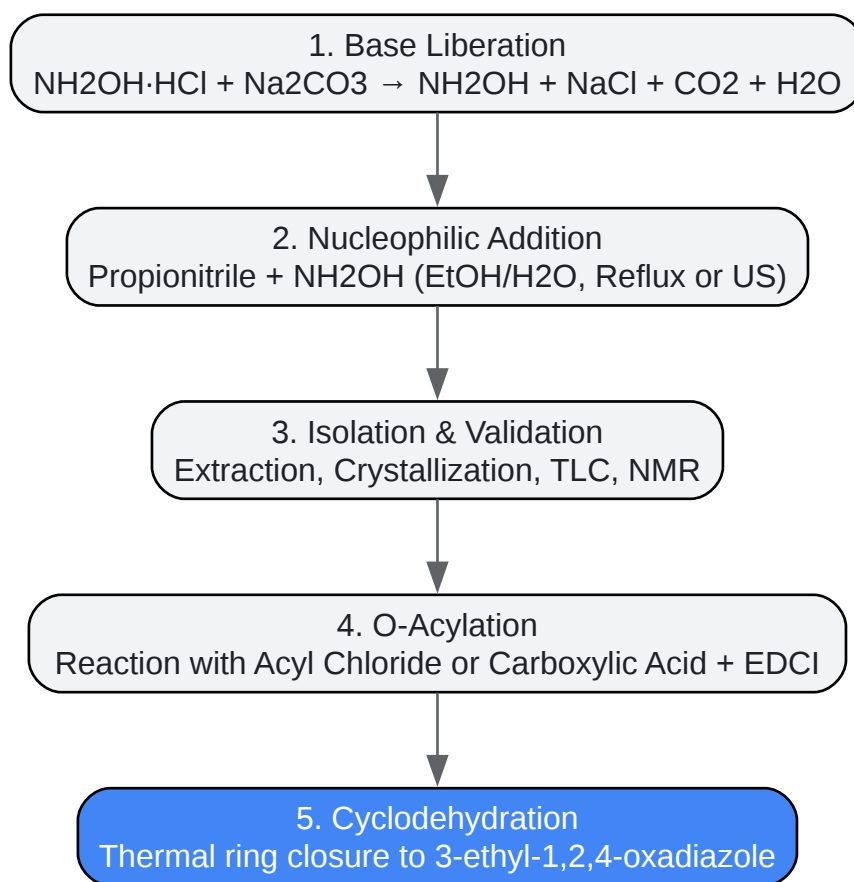 1. Base Liberation
NH2OH·HCl + Na2CO3 → NH2OH + NaCl + CO2 + H2O
2. Nucleophilic Addition
Propionitrile + NH2OH (EtOH/H2O, Reflux or US)
3. Isolation & Validation
Extraction, Crystallization, TLC, NMR
4. O-Acylation
Reaction with Acyl Chloride or Carboxylic Acid + EDCI
5. Cyclodehydration
Thermal ring closure to 3-ethyl-1,2,4-oxadiazole